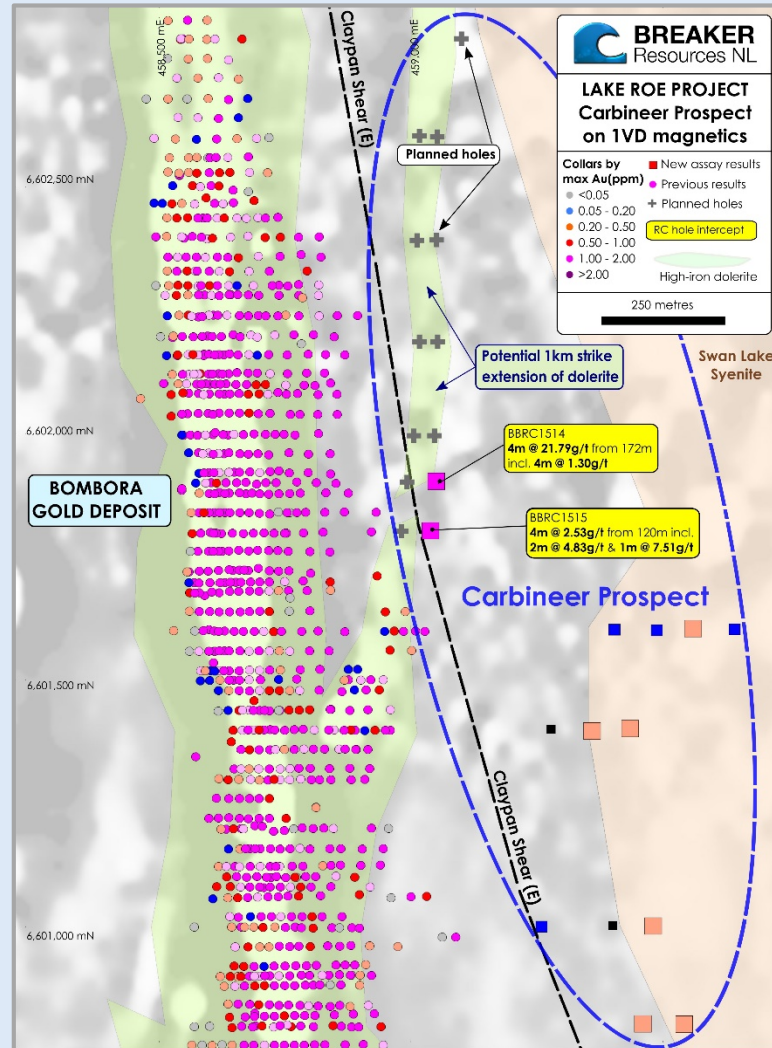 BREAKER
Resources NL
LAKE ROE PROJECT
Carbineer Prospect
on 1VD magnetics
Collars by
max Au(ppm)
<0.05
0.05 - 0.20
0.20 - 0.50
0.50 - 1.00
1.00 - 2.00
>2.00
New assay results
Previous results
Planned holes
RC hole intercept
High-iron dolerite
250 metres
458,500 mE
459,000 mE
Claypan Shear (E)
Planned holes
6,602,500 mN
Potential 1km strike
extension of dolerite
Swan Lake
Syenite
6,602,000 mN
BBRC1514
4m @ 21.79g/t from 172m
incl. 4m @ 1.30g/t
BOMBORA
GOLD DEPOSIT
BBRC1515
4m @ 2.53g/t from 120m incl.
2m @ 4.83g/t & 1m @ 7.51g/t
Carbineer Prospect
6,601,500 mN
Claypan Shear (E)
6,601,000 mN